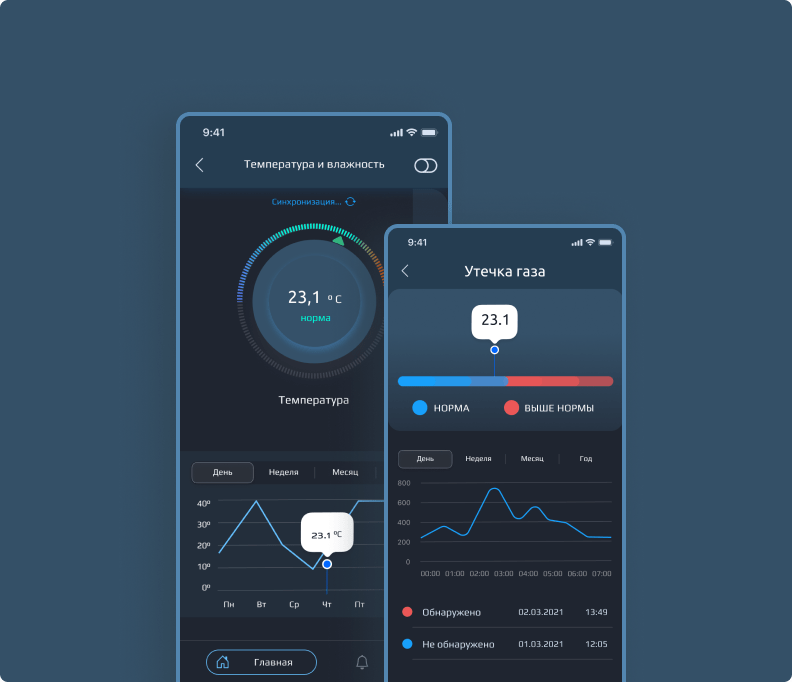 9:41
Температура и влажность
Синхронизация...
23,1 ºC
норма
Температура
День Неделя Месяц
40º
30º
20º
10º
0º
23.1 ºC
Пн Вт Ср Чт Пт
Главная
9:41
Утечка газа
23.1
НОРМА ВЫШЕ НОРМЫ
День Неделя Месяц Год
800
600
400
200
0
00:00 01:00 02:00 03:00 04:00 05:00 06:00 07:00
Обнаружено 02.03.2021 13:49
Не обнаружено 01.03.2021 12:05